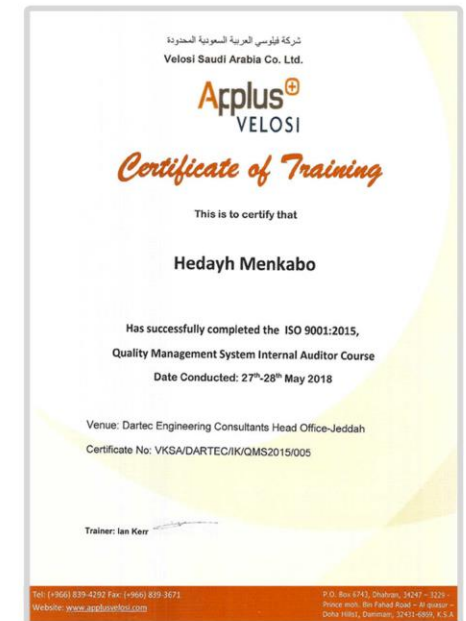 شركة فيلوسي العربية السعودية المحدودة
Velosi Saudi Arabia Co. Ltd.
Applus+
VELOSI
Certificate of Training
This is to certify that
Hedayh Menkabo
Has successfully completed the ISO 9001:2015,
Quality Management System Internal Auditor Course
Date Conducted: 27th-28th May 2018
Venue: Dartec Engineering Consultants Head Office-Jeddah
Certificate No: VKSA/DARTEC/IK/QMS2015/005
Trainer: Ian Kerr
Tel: (+966) 839-4292 Fax: (+966) 839-3671
Website: www.applusvelosi.com
P.O. Box 6743, Dhahran, 34247 – 3229 -
Prince moh. Bin Fahad Road – Al qussur –
Doha Hills1, Dammam, 32431-6869, K.S.A